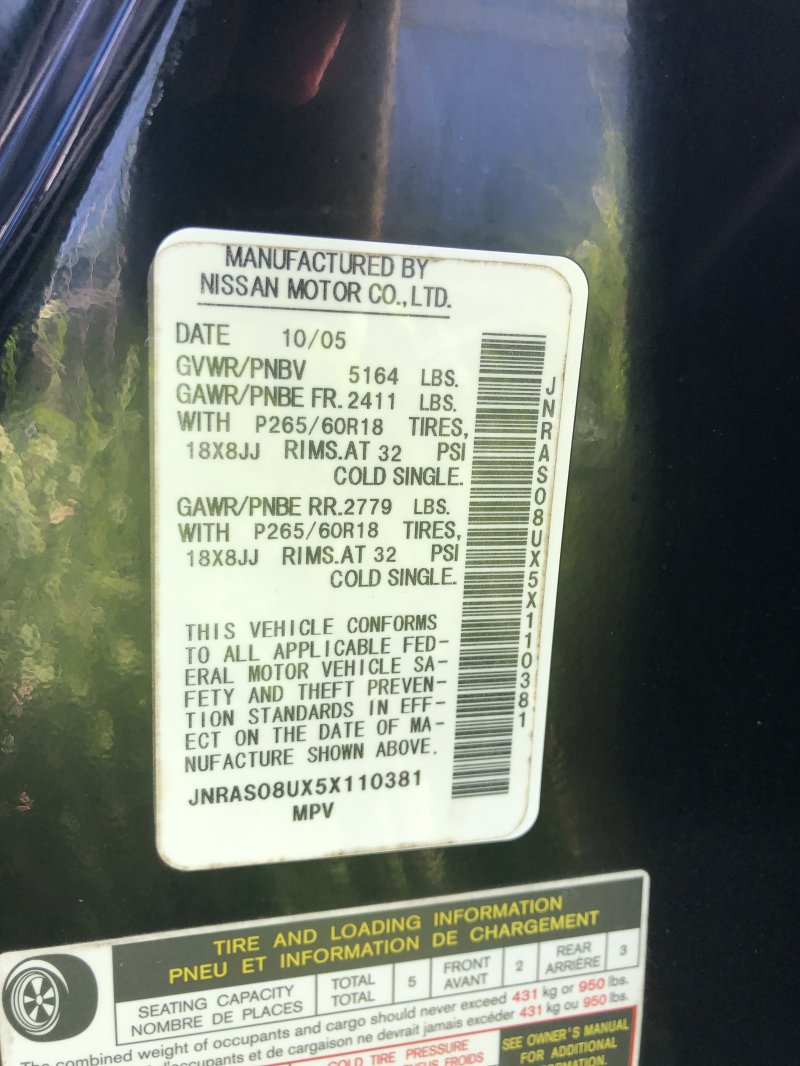 MANUFACTURED BY
NISSAN MOTOR CO.,LTD.
DATE 10/05
GVWR/PNBV 5164 LBS.
GAWR/PNBE FR. 2411 LBS.
WITH P265/60R18 TIRES,
18X8JJ RIMS.AT 32 PSI
COLD SINGLE.
GAWR/PNBE RR. 2779 LBS.
WITH P265/60R18 TIRES,
18X8JJ RIMS.AT 32 PSI
COLD SINGLE.
THIS VEHICLE CONFORMS
TO ALL APPLICABLE FED-
ERAL MOTOR VEHICLE SA-
FETY AND THEFT PREVEN-
TION STANDARDS IN EFF-
ECT ON THE DATE OF MA-
NUFACTURE SHOWN ABOVE.
JNRAS08UX5X110381
MPV
JNRAS08UX5X110381
TIRE AND LOADING INFORMATION
PNEU ET INFORMATION DE CHARGEMENT
SEATING CAPACITY TOTAL 5 FRONT 2 REAR 3
NOMBRE DE PLACES TOTAL AVANT ARRIÈRE
The combined weight of occupants and cargo should never exceed 431 kg or 950 lbs.
d'occupants et de cargaison ne devrait jamais excéder 431 kg ou 950 lbs.
COLD TIRE PRESSURE
FROIDS
SEE OWNER'S MANUAL
FOR ADDITIONAL